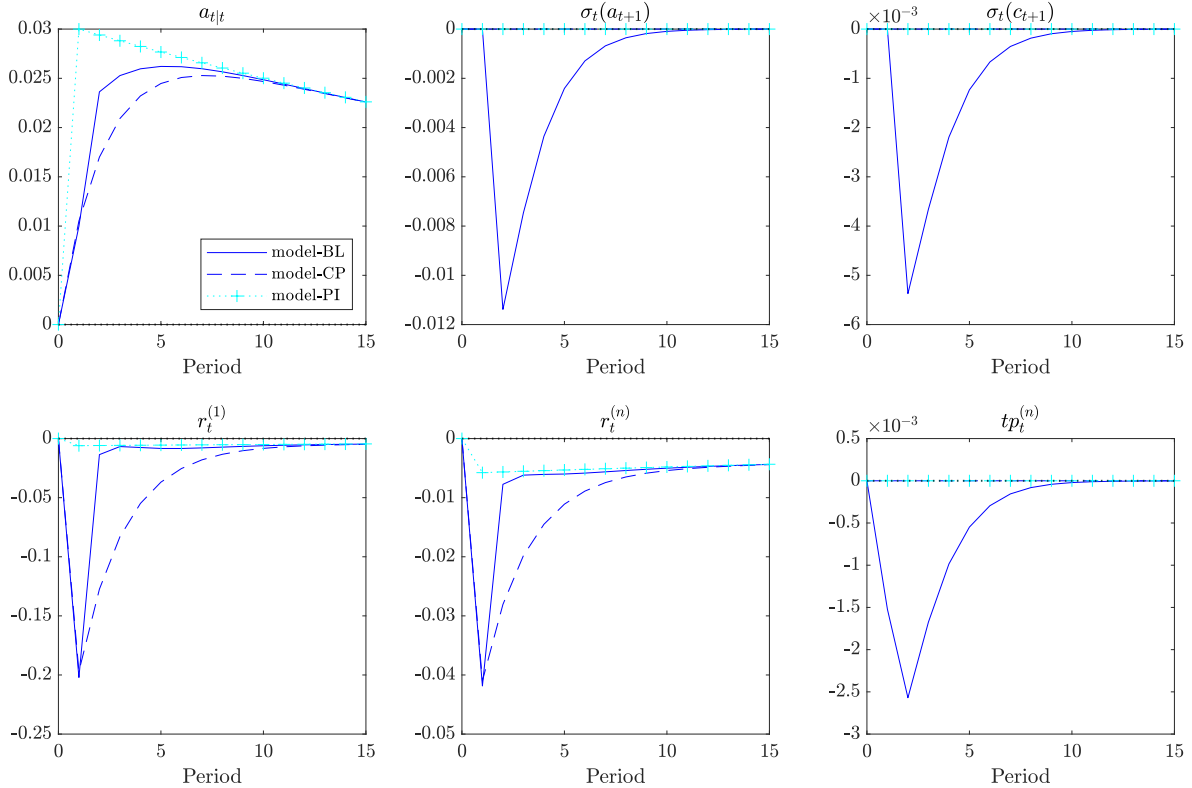 a_{t|t}
0.03
0.025
0.02
0.015
0.01
0.005
0
model-BL
model-CP
model-PI
0 5 10 15
Period
σ_t(a_{t+1})
0
-0.002
-0.004
-0.006
-0.008
-0.01
-0.012
0 5 10 15
Period
σ_t(c_{t+1})
×10^{-3}
0
-1
-2
-3
-4
-5
-6
0 5 10 15
Period
r_t^{(1)}
0
-0.05
-0.1
-0.15
-0.2
-0.25
0 5 10 15
Period
r_t^{(n)}
0
-0.01
-0.02
-0.03
-0.04
-0.05
0 5 10 15
Period
tp_t^{(n)}
×10^{-3}
0.5
0
-0.5
-1
-1.5
-2
-2.5
-3
0 5 10 15
Period